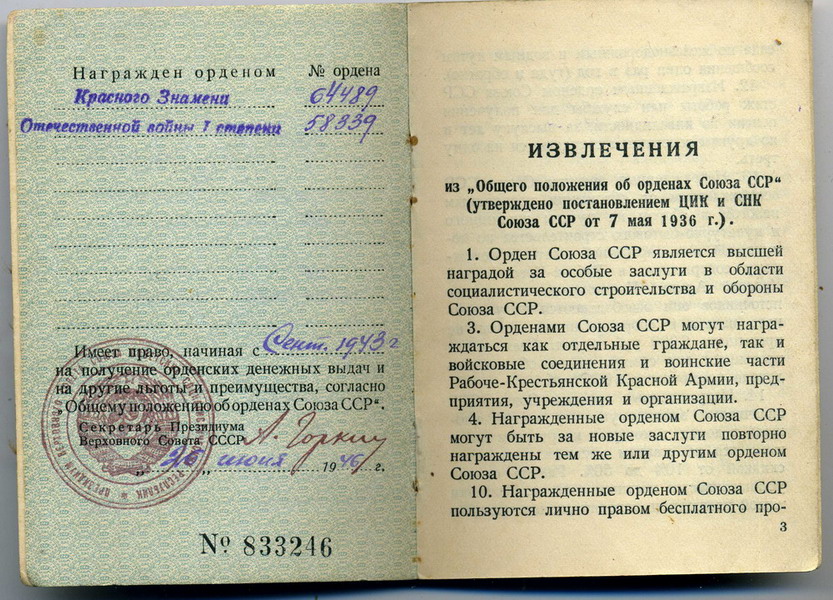 Награжден орденом № ордена
Красного Знамени 64489
Отечественной войны I степени 58339
Имеет право, начиная с Сент. 1943 г
на получение орденских денежных выдач и
на другие льготы и преимущества, согласно
„Общему положению об орденах Союза ССР“.
Секретарь Президиума
Верховного Совета СССР А. Горкин
„26„ июня 1946 г.
№ 833246
ИЗВЛЕЧЕНИЯ
из „Общего положения об орденах Союза ССР“
(утверждено постановлением ЦИК и СНК
Союза ССР от 7 мая 1936 г.).
1. Орден Союза ССР является высшей
наградой за особые заслуги в области
социалистического строительства и обороны
Союза ССР.
3. Орденами Союза ССР могут награ-
ждаться как отдельные граждане, так и
войсковые соединения и воинские части
Рабоче-Крестьянской Красной Армии, пред-
приятия, учреждения и организации.
4. Награжденные орденом Союза ССР
могут быть за новые заслуги повторно
награждены тем же или другим орденом
Союза ССР.
10. Награжденные орденом Союза ССР
пользуются лично правом бесплатного про-
3